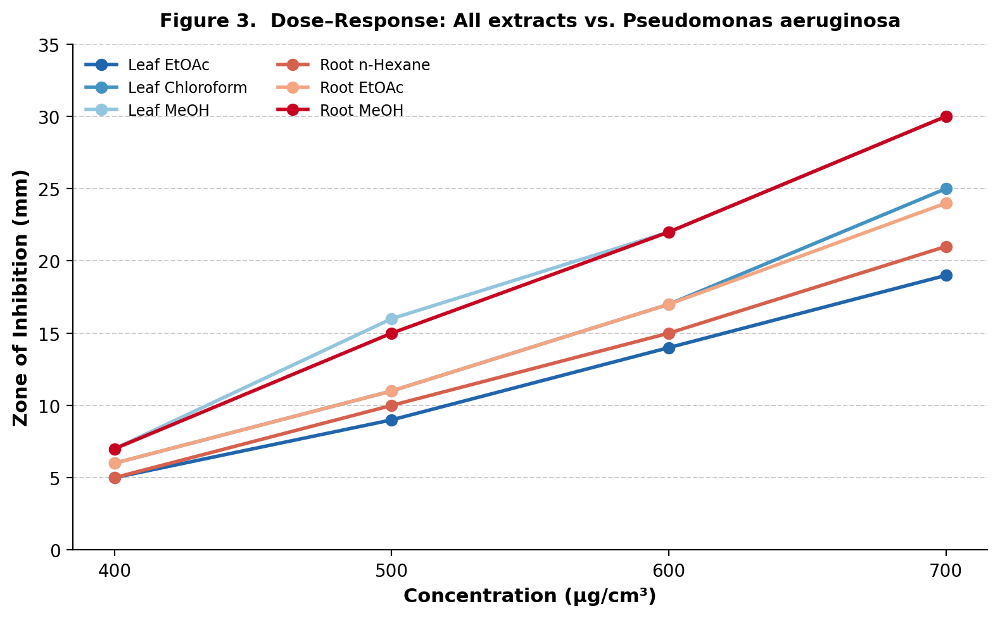 Figure 3.  Dose–Response: All extracts vs. Pseudomonas aeruginosa
Leaf EtOAc
Leaf Chloroform
Leaf MeOH
Root n-Hexane
Root EtOAc
Root MeOH
Zone of Inhibition (mm)
35
30
25
20
15
10
5
0
400 500 600 700
Concentration (µg/cm³)